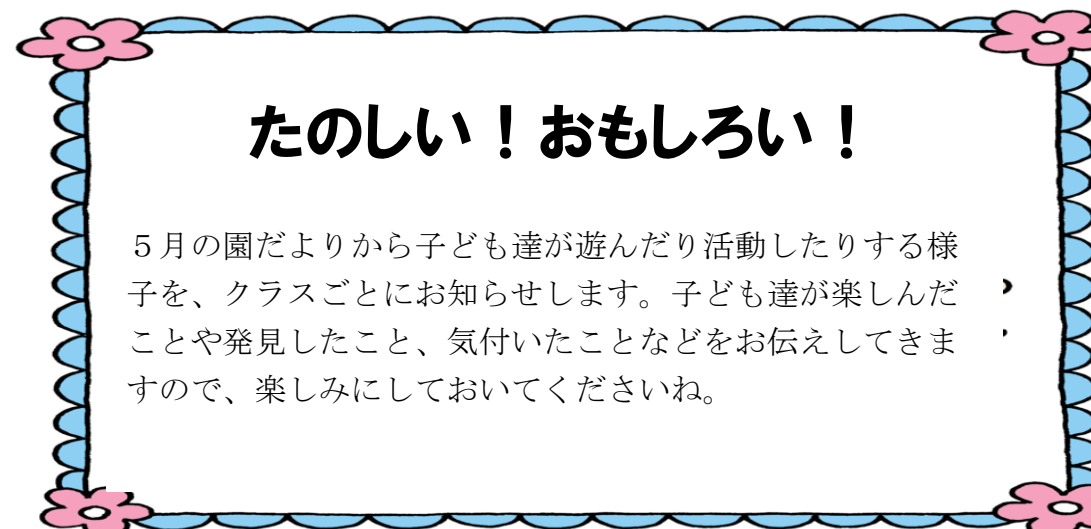 たのしい！おもしろい！
５月の園だよりから子ども達が遊んだり活動したりする様
子を、クラスごとにお知らせします。子ども達が楽しんだ
ことや発見したこと、気付いたことなどをお伝えしてきま
すので、楽しみにしておいてくださいね。